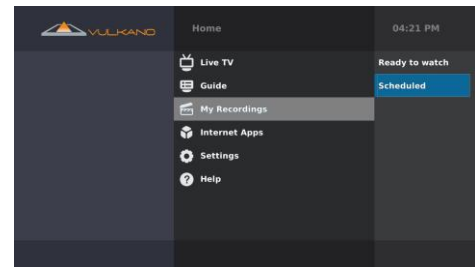 VULKANO
Home
04:21 PM
Live TV
Guide
My Recordings
Internet Apps
Settings
Help
Ready to watch
Scheduled